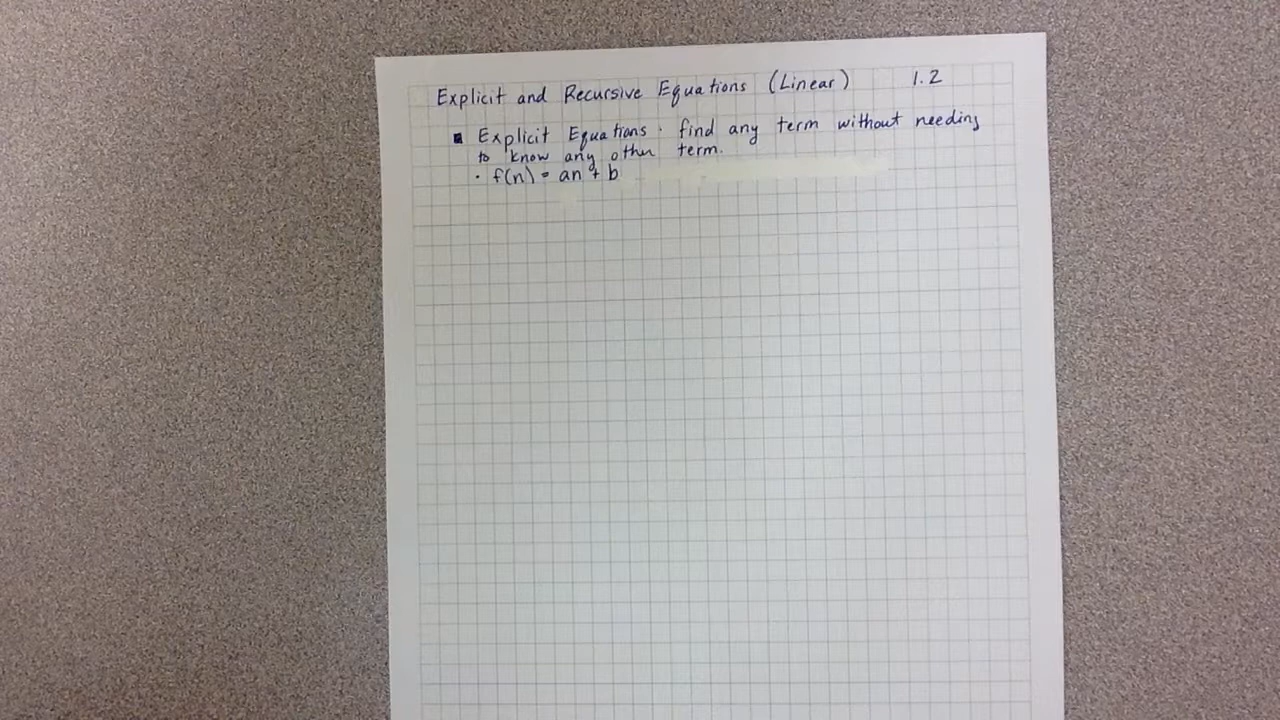 Explicit and Recursive Equations (Linear) 1.2
▪ Explicit Equations · find any term without needing
to know any other term.
· f(n) = an + b